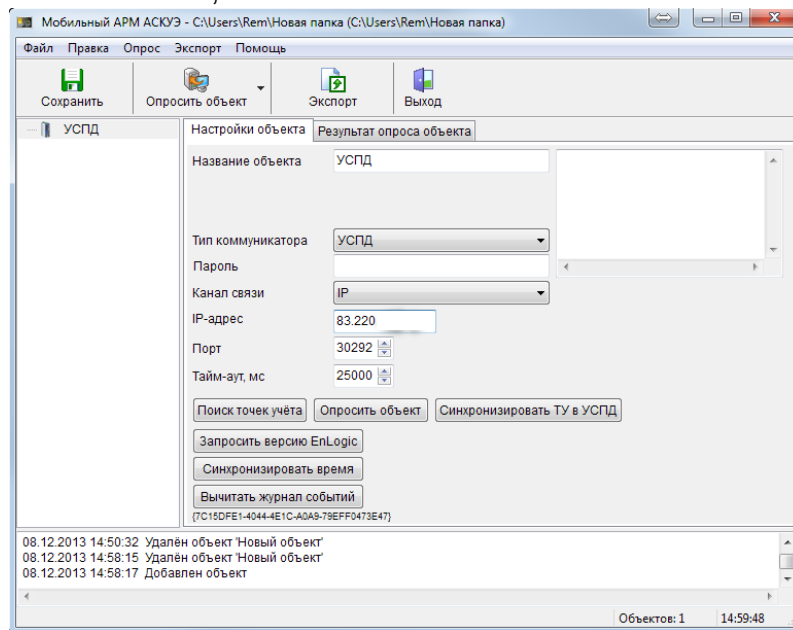 Мобильный АРМ АСКУЭ - C:\Users\Rem\Новая папка (C:\Users\Rem\Новая папка)
Файл Правка Опрос Экспорт Помощь
Сохранить Опросить объект Экспорт Выход
УСПД
Настройки объекта Результат опроса объекта
Название объекта УСПД
Тип коммуникатора УСПД
Пароль
Канал связи IP
IP-адрес 83.220
Порт 30292
Тайм-аут, мс 25000
Поиск точек учёта Опросить объект Синхронизировать ТУ в УСПД
Запросить версию EnLogic
Синхронизировать время
Вычитать журнал событий
{7C15DFE1-4044-4E1C-A0A9-79EFF0473E47}
08.12.2013 14:50:32 Удалён объект 'Новый объект'
08.12.2013 14:58:15 Удалён объект 'Новый объект'
08.12.2013 14:58:17 Добавлен объект
Объектов: 1 14:59:48